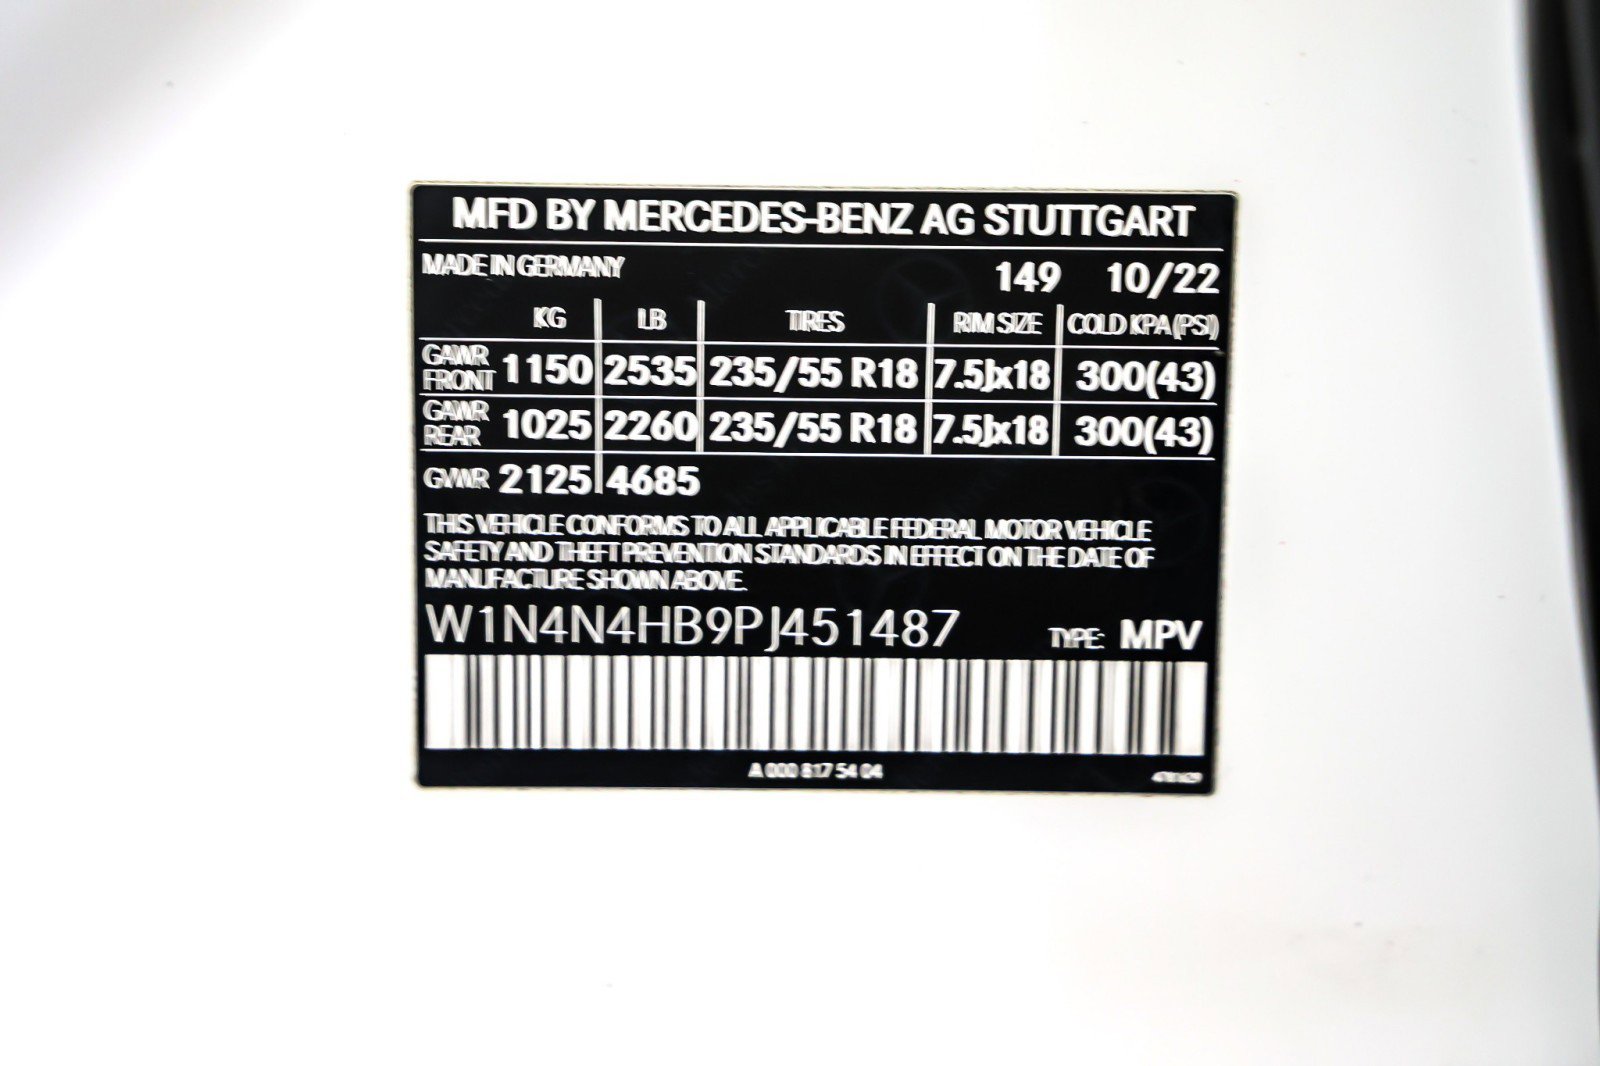 MFD BY MERCEDES-BENZ AG STUTTGART
MADE IN GERMANY 149 10/22
KG LB TIRES RIM SIZE COLD KPA(PSI)
GAWR FRONT 1150 2535 235/55 R18 7.5Jx18 300(43)
GAWR REAR 1025 2260 235/55 R18 7.5Jx18 300(43)
GVWR 2125 4685
THIS VEHICLE CONFORMS TO ALL APPLICABLE FEDERAL MOTOR VEHICLE
SAFETY AND THEFT PREVENTION STANDARDS IN EFFECT ON THE DATE OF
MANUFACTURE SHOWN ABOVE.
W1N4N4HB9PJ451487 TYPE: MPV
A 000 817 54 04